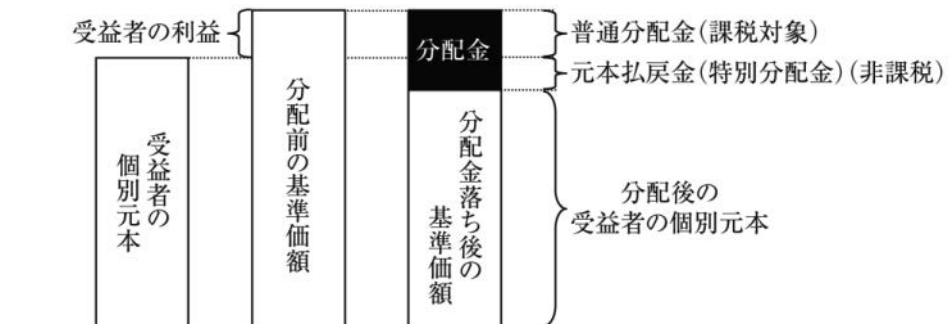 受益者の利益
受益者の
個別元本
分配前の基準価額
分配金
分配金落ち後の
基準価額
普通分配金(課税対象)
元本払戻金(特別分配金)(非課税)
分配後の
受益者の個別元本